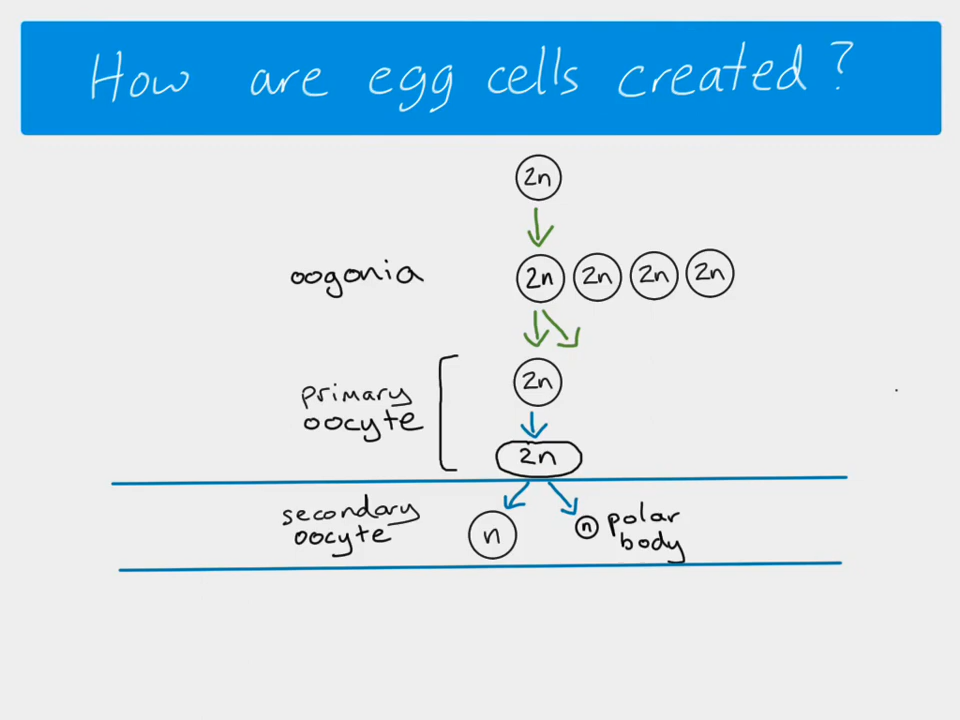 How are egg cells created?
2n
oogonia 2n 2n 2n 2n
primary
oocyte
2n
2n
secondary
oocyte
n
n
polar
body